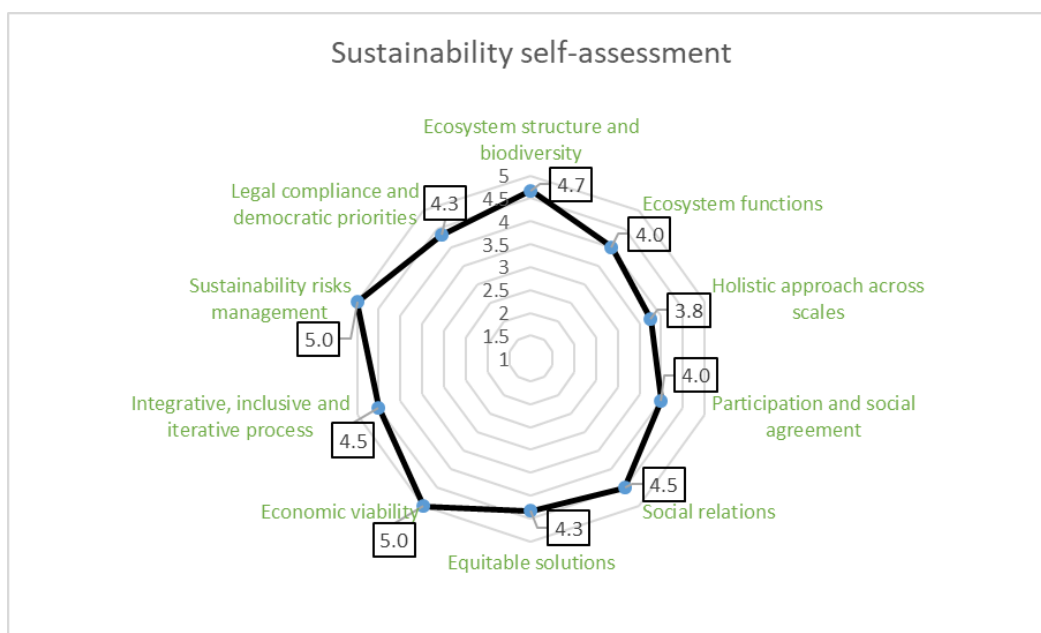 Sustainability self-assessment
Ecosystem structure and
biodiversity
Legal compliance and
democratic priorities
4.3
5
4.5
4
3.5
3
2.5
2
1.5
1
4.7
Ecosystem functions
4.0
Sustainability risks
management
5.0
Holistic approach across
scales
3.8
4.0
Participation and social
agreement
Integrative, inclusive and
iterative process
4.5
4.5
Social relations
Economic viability
5.0
4.3
Equitable solutions